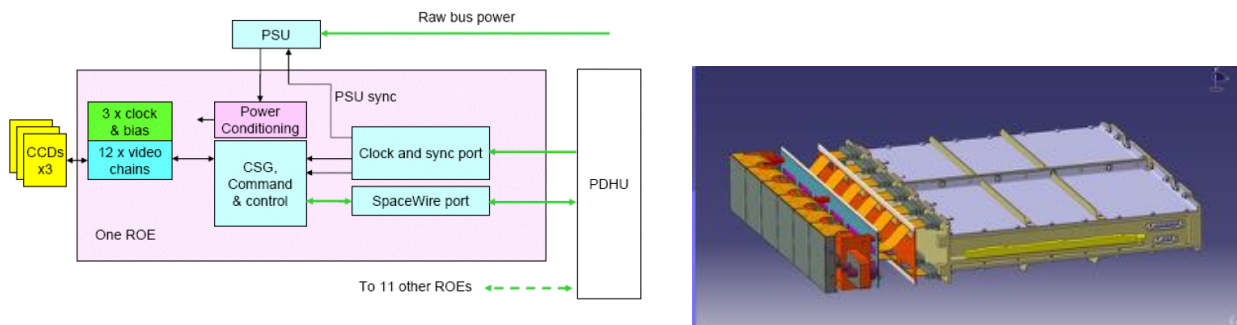 Raw bus power
PSU
PSU sync
3 x clock
& bias
Power
Conditioning
CCDs
x3
12 x video
chains
CSG,
Command
& control
Clock and sync port
SpaceWire port
PDHU
One ROE
To 11 other ROEs